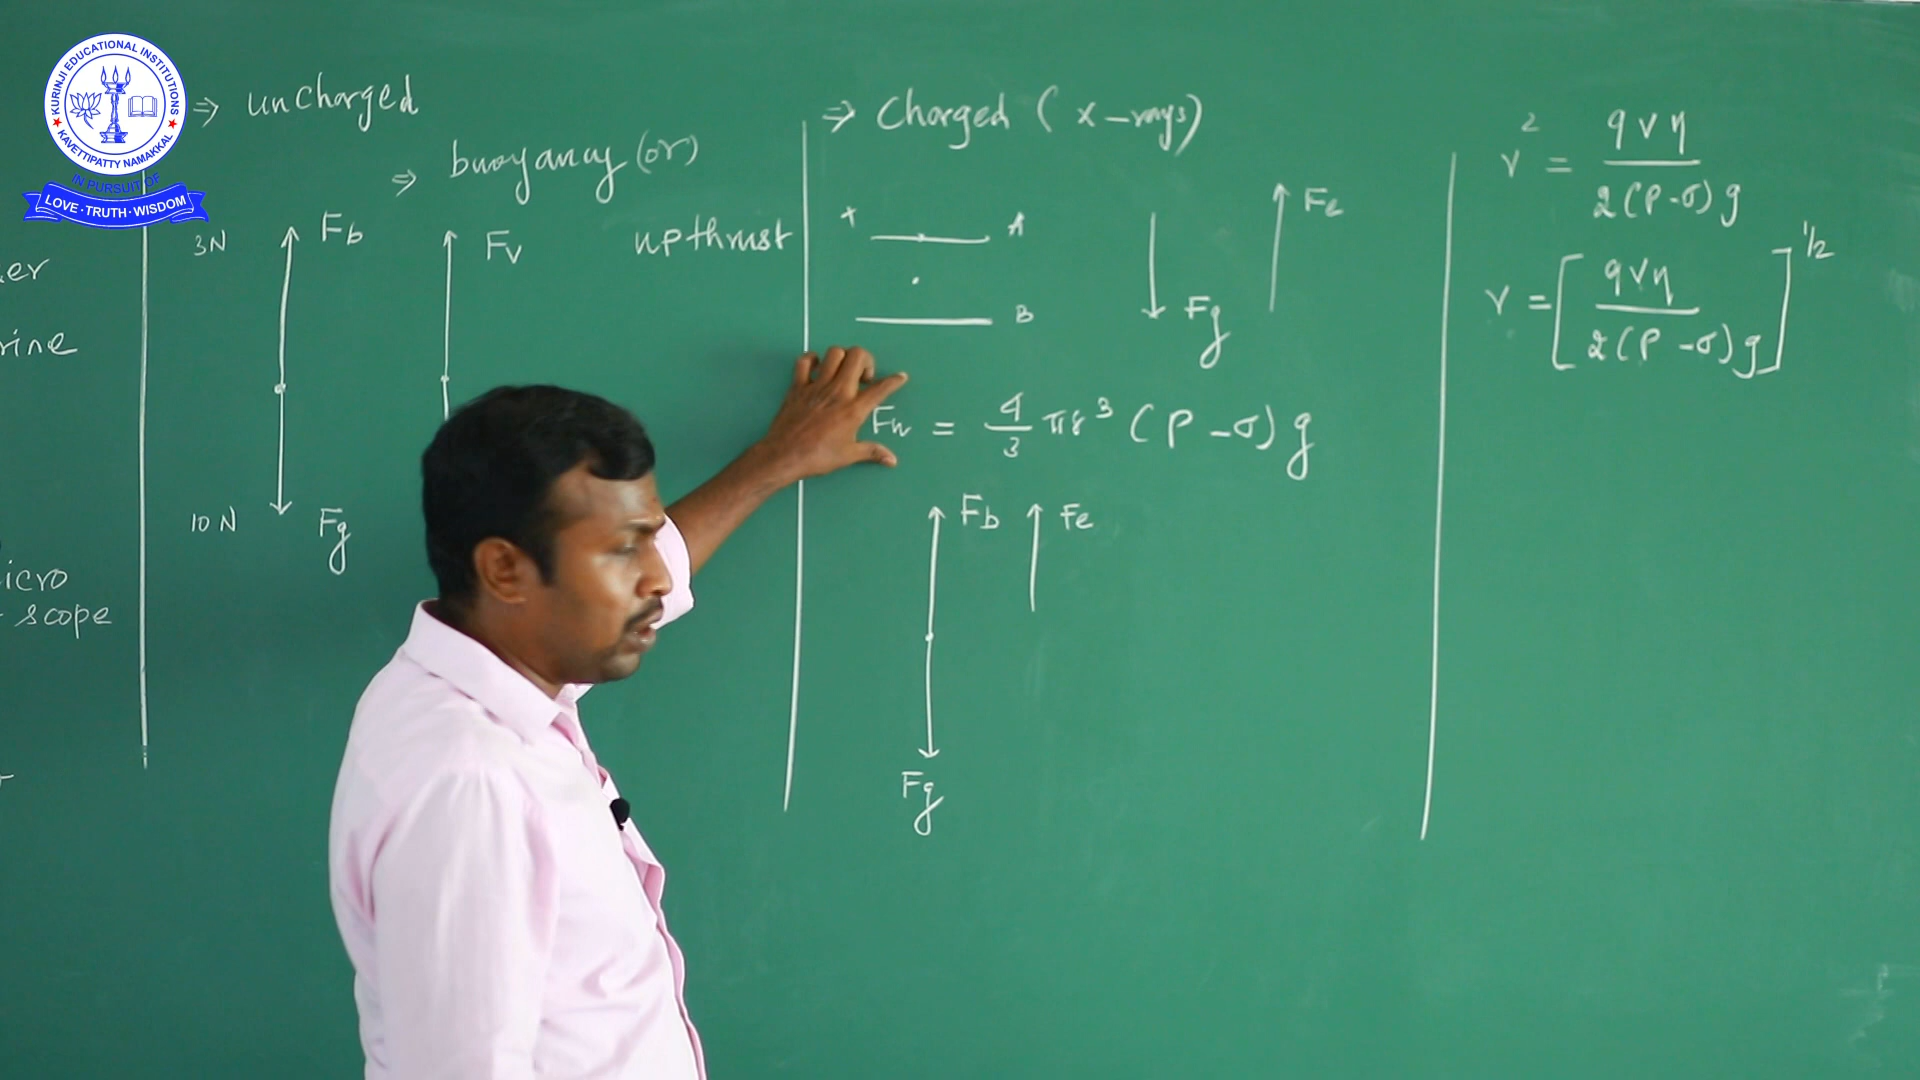 KURINJI EDUCATIONAL INSTITUTIONS
KAVETTIPATTY NAMAKKAL
IN PURSUIT OF
LOVE · TRUTH · WISDOM
rine
icro
scope
⇒ uncharged
⇒ buoyancy (or)
upthrust
3N Fb Fv
10 N Fg
⇒ Charged (x-rays)
+ A
B
Fg
Fe
= 4/3 πr³ (ρ - σ) g
Fb Fe
Fg
r² = 9vη / 2(ρ-σ)g
r = [9vη / 2(ρ-σ)g]^1/2